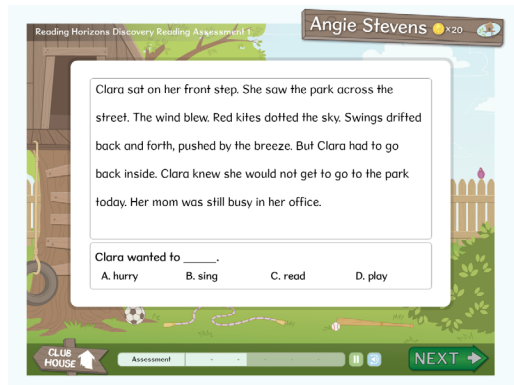 Reading Horizons Discovery Reading Assessment 1
Angie Stevens x20
Clara sat on her front step. She saw the park across the
street. The wind blew. Red kites dotted the sky. Swings drifted
back and forth, pushed by the breeze. But Clara had to go
back inside. Clara knew she would not get to go to the park
today. Her mom was still busy in her office.
Clara wanted to _____.
A. hurry B. sing C. read D. play
CLUB
HOUSE
Assessment
NEXT